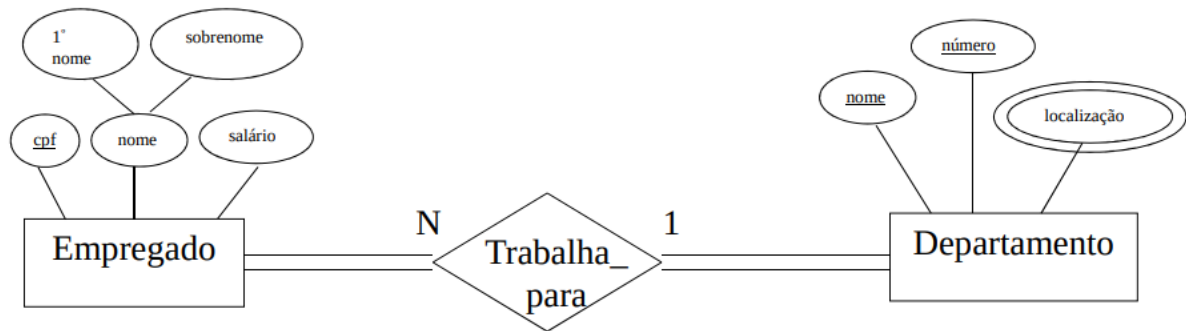 1°
nome
sobrenome
cpf
nome
salário
Empregado
N
Trabalha_
para
1
nome
número
localização
Departamento